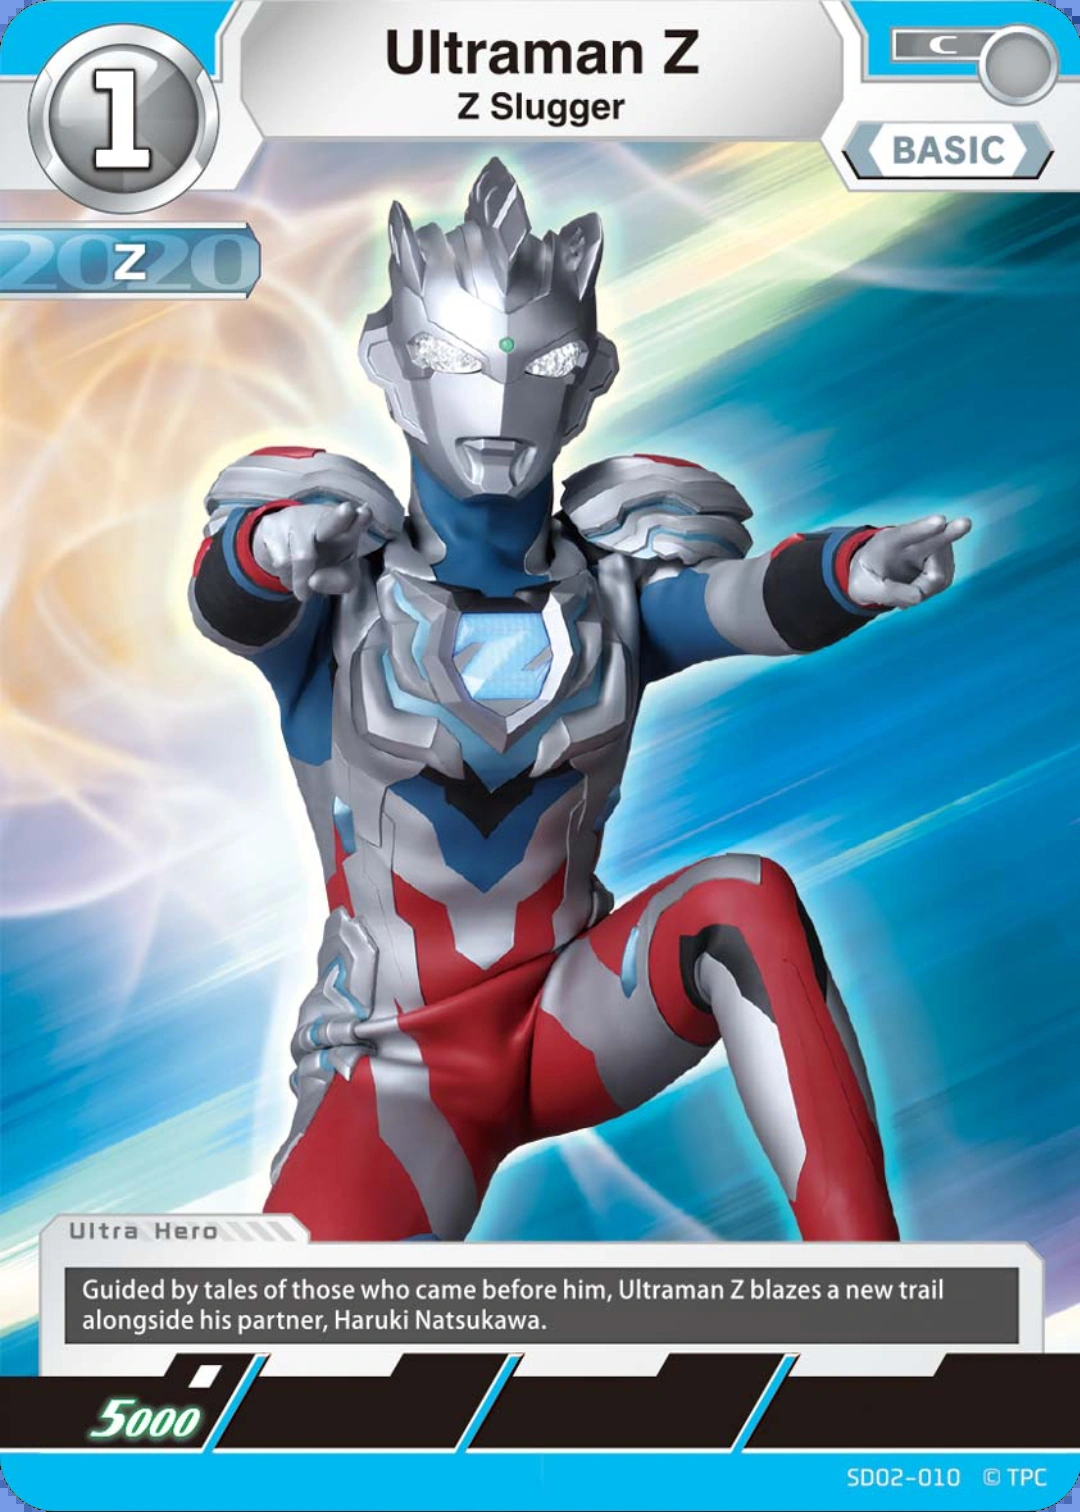 1
Ultraman Z
Z Slugger
C
BASIC
2020
Z
Z
Ultra Hero
Guided by tales of those who came before him, Ultraman Z blazes a new trail
alongside his partner, Haruki Natsukawa.
5000
SD02-010 © TPC